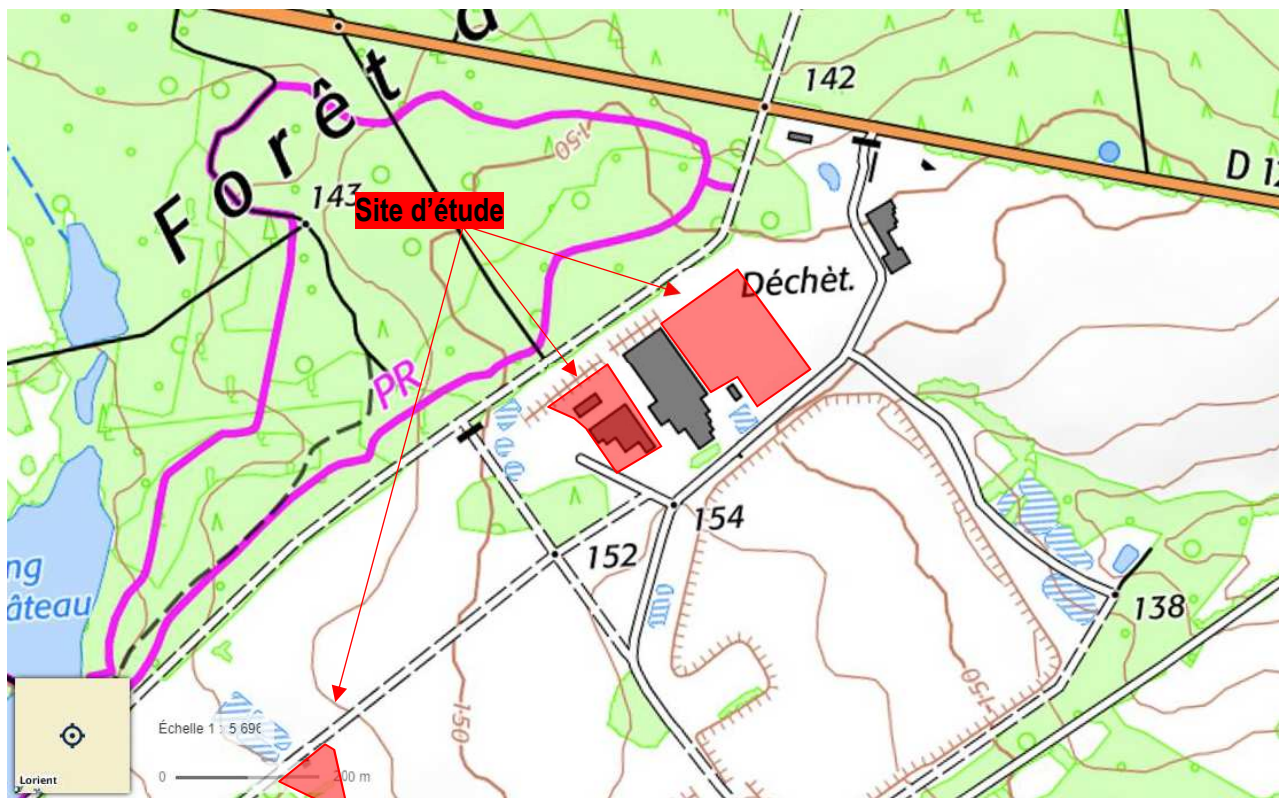 Forêt d
142
150
D 12
143
Site d'étude
Déchèt.
PR
154
152
ng
âteau
138
150
150
Échelle 1 : 5 696
0 200 m
Lorient